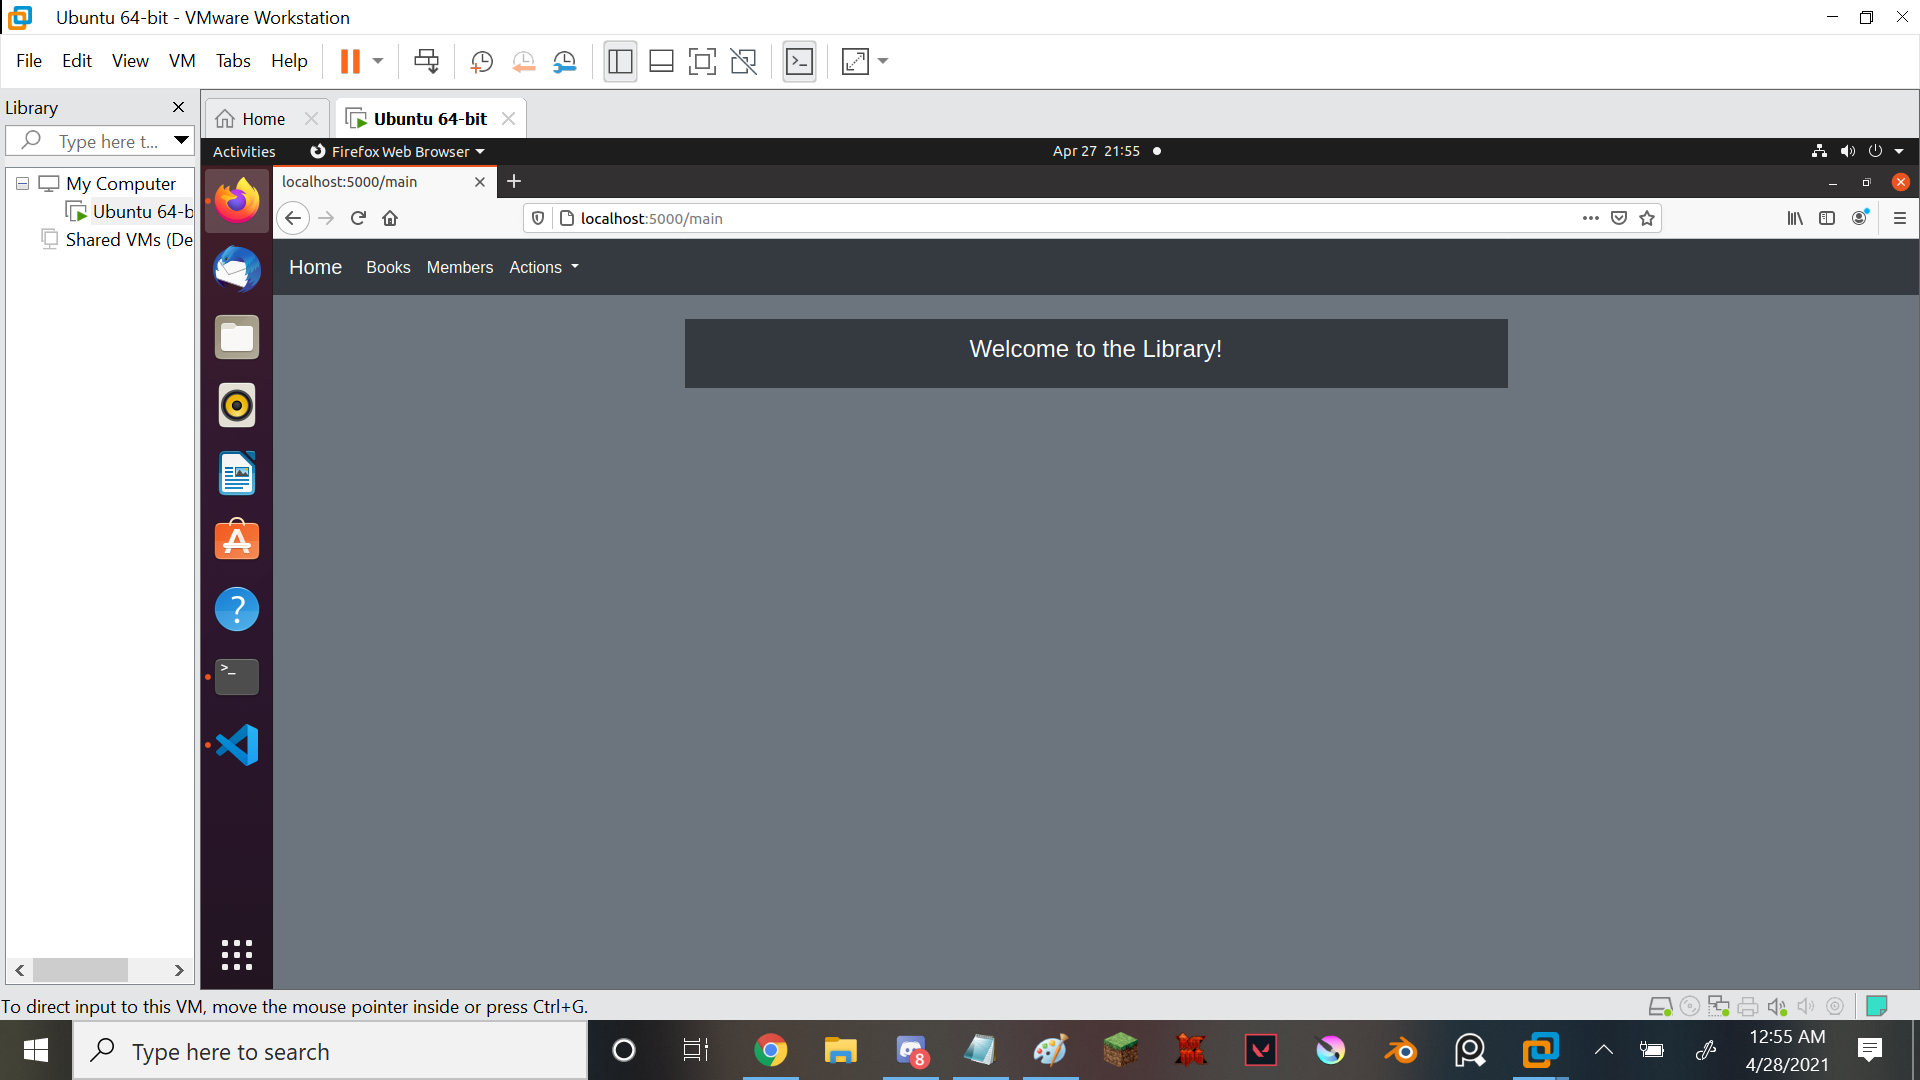 Ubuntu 64-bit - VMware Workstation
File Edit View VM Tabs Help
Library
Type here t...
My Computer
Ubuntu 64-b
Shared VMs (De
Home
Ubuntu 64-bit
Activities
Firefox Web Browser
Apr 27 21:55
localhost:5000/main
localhost:5000/main
Home Books Members Actions
Welcome to the Library!
To direct input to this VM, move the mouse pointer inside or press Ctrl+G.
Type here to search
8
12:55 AM
4/28/2021